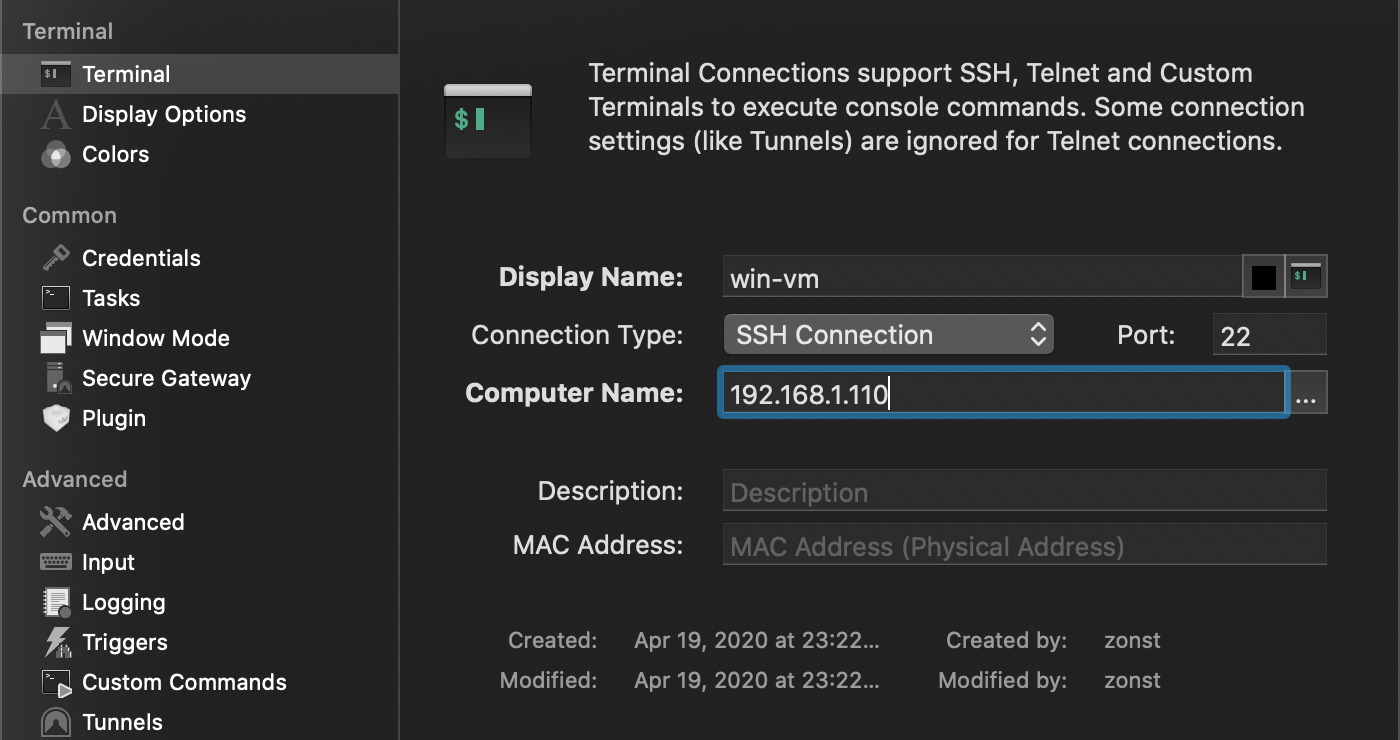 Terminal
Terminal
Display Options
Colors
Common
Credentials
Tasks
Window Mode
Secure Gateway
Plugin
Advanced
Advanced
Input
Logging
Triggers
Custom Commands
Tunnels
$
Terminal Connections support SSH, Telnet and Custom
Terminals to execute console commands. Some connection
settings (like Tunnels) are ignored for Telnet connections.
Display Name: win-vm
Connection Type: SSH Connection Port: 22
Computer Name: 192.168.1.110 ...
Description: Description
MAC Address: MAC Address (Physical Address)
Created: Apr 19, 2020 at 23:22... Created by: zonst
Modified: Apr 19, 2020 at 23:22... Modified by: zonst